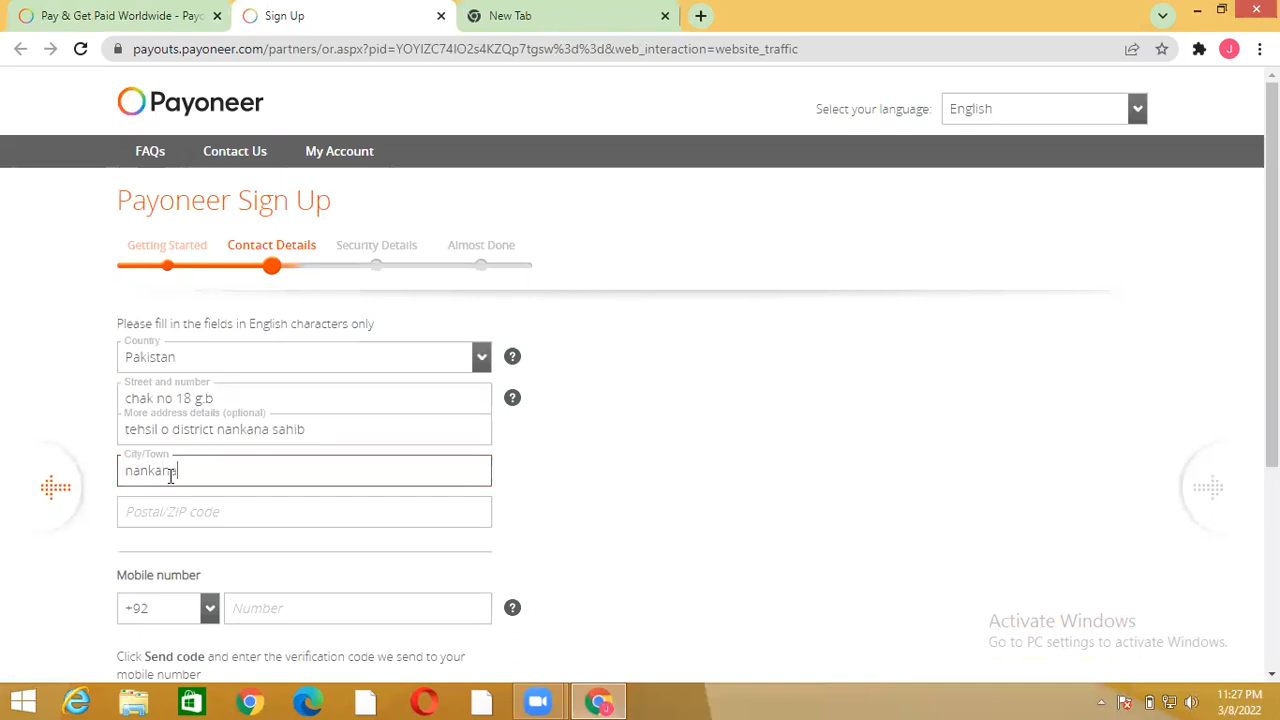 Pay & Get Paid Worldwide - Payo
Sign Up
New Tab
payouts.payoneer.com/partners/or.aspx?pid=YOYIZC74IO2s4KZQp7tgsw%3d%3d&web_interaction=website_traffic
J
Payoneer
Select your language:
English
FAQs
Contact Us
My Account
Payoneer Sign Up
Getting Started
Contact Details
Security Details
Almost Done
Please fill in the fields in English characters only
Country
Pakistan
?
Street and number
chak no 18 g.b
?
More address details (optional)
tehsil o district nankana sahib
City/Town
nankana
Postal/ZIP code
Mobile number
+92
Number
?
Click Send code and enter the verification code we send to your
mobile number
Activate Windows
Go to PC settings to activate Windows.
11:27 PM
3/8/2022